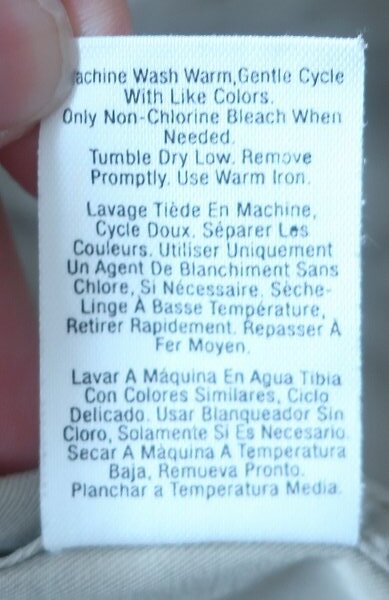 achine Wash Warm,Gentle Cycle
With Like Colors.
Only Non-Chlorine Bleach When
Needed.
Tumble Dry Low. Remove
Promptly. Use Warm Iron.
Lavage Tiède En Machine,
Cycle Doux. Séparer Les
Couleurs. Utiliser Uniquement
Un Agent De Blanchiment Sans
Chlore, Si Nécessaire. Sèche-
Linge À Basse Température,
Retirer Rapidement. Repasser À
Fer Moyen.
Lavar A Máquina En Agua Tibia
Con Colores Similares, Ciclo
Delicado. Usar Blanqueador Sin
Cloro, Solamente Si Es Necesario.
Secar A Màquina A Temperatura
Baja, Remueva Pronto.
Planchar a Temperatura Media.